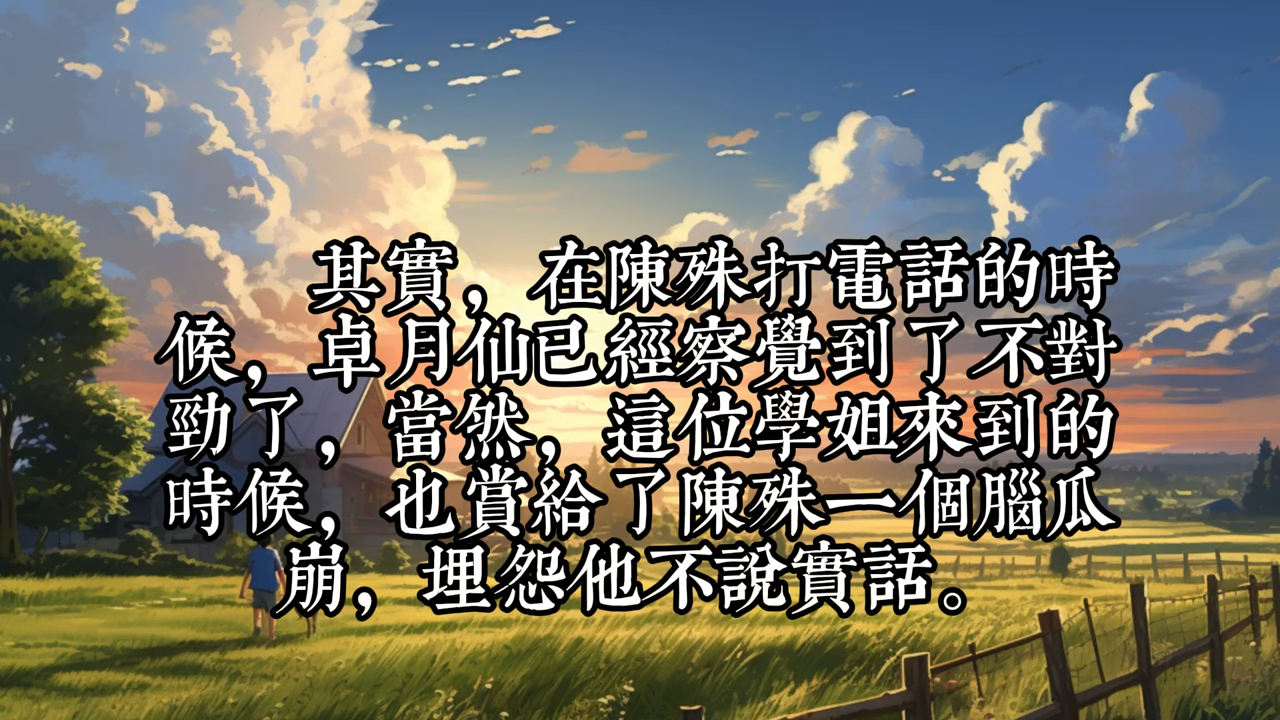 其實，在陳殊打電話的時
候，卓月仙已經察覺到了不對
勁了，當然，這位學姐來到的
時候，也賞給了陳殊一個腦瓜
崩，埋怨他不說實話。